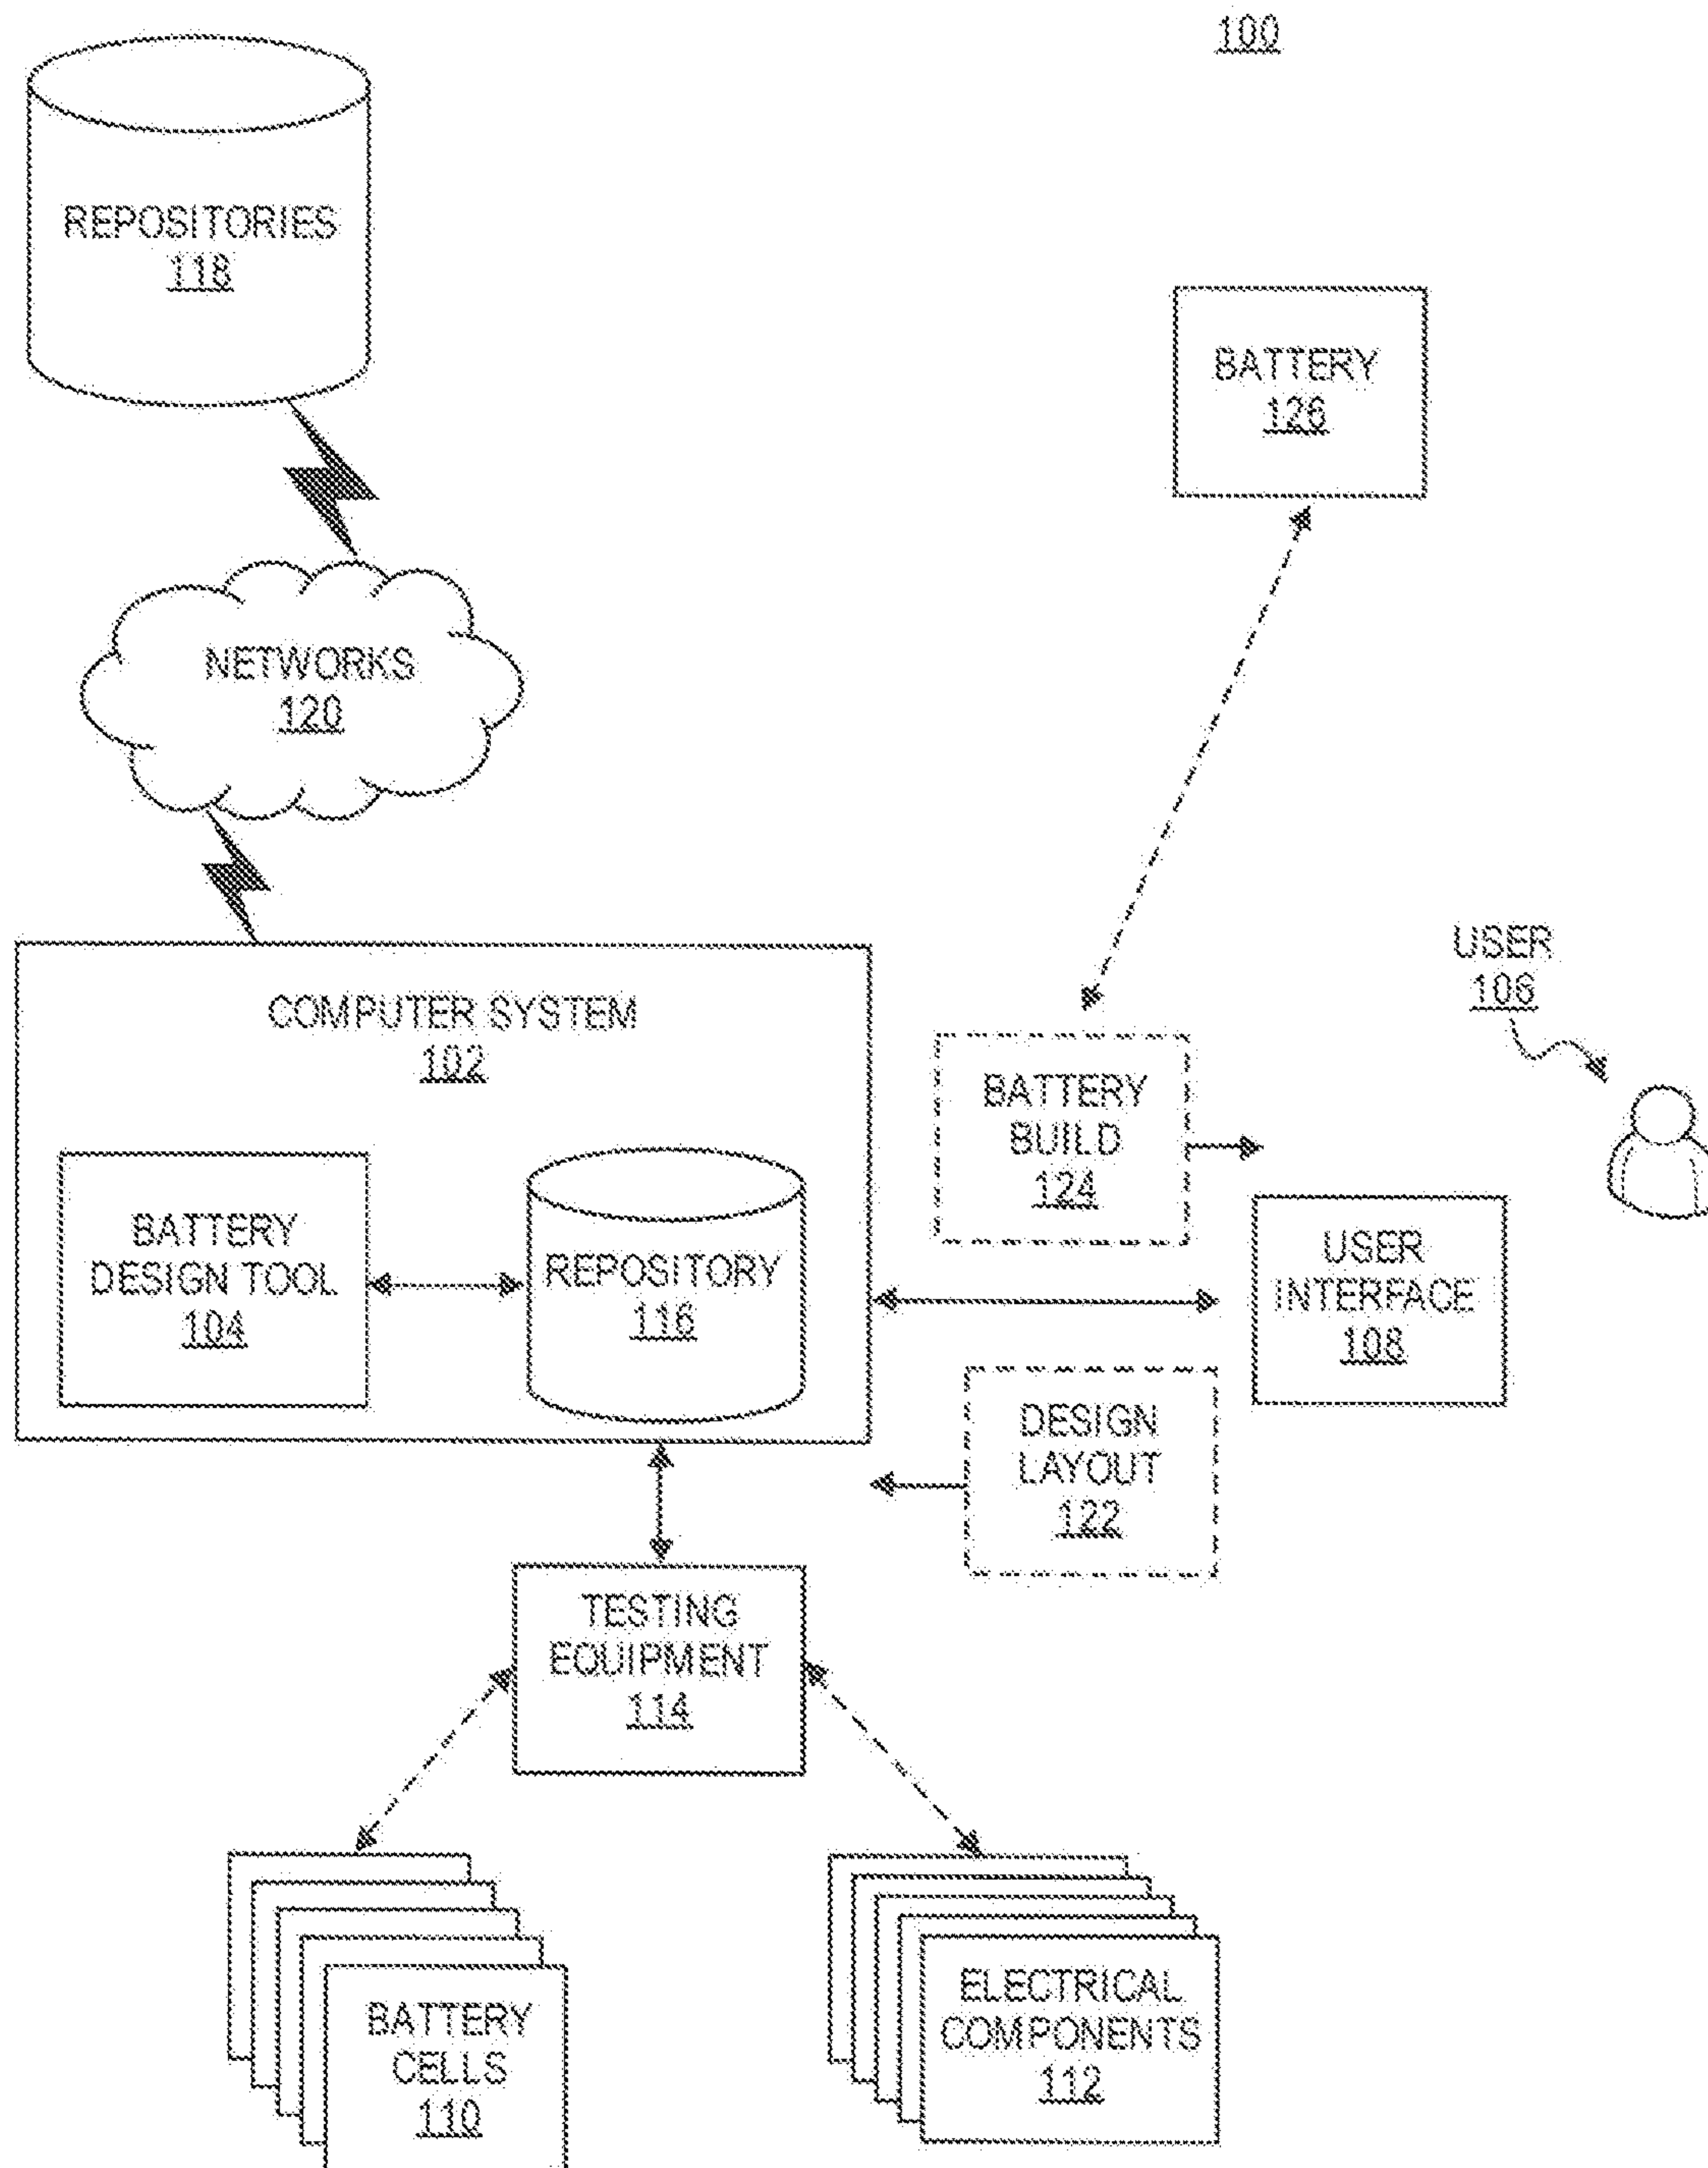 100
REPOSITORIES
118
BATTERY
126
NETWORKS
120
USER
106
COMPUTER SYSTEM
102
BATTERY
BUILD
124
BATTERY
DESIGN TOOL
104
REPOSITORY
116
USER
INTERFACE
108
DESIGN
LAYOUT
122
TESTING
EQUIPMENT
114
BATTERY
CELLS
110
ELECTRICAL
COMPONENTS
112